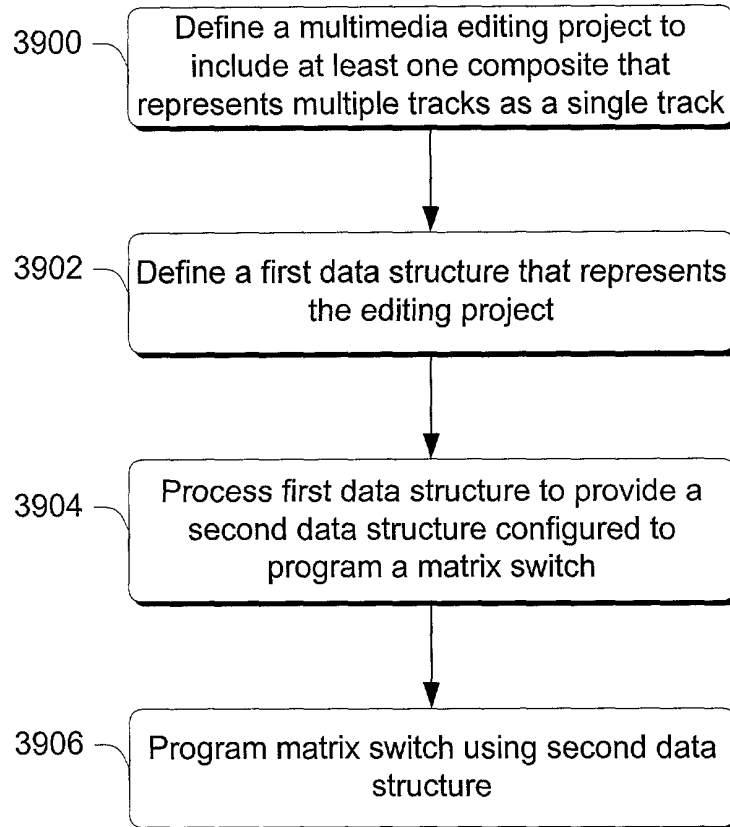 3900
Define a multimedia editing project to
include at least one composite that
represents multiple tracks as a single track
3902
Define a first data structure that represents
the editing project
3904
Process first data structure to provide a
second data structure configured to
program a matrix switch
3906
Program matrix switch using second data
structure